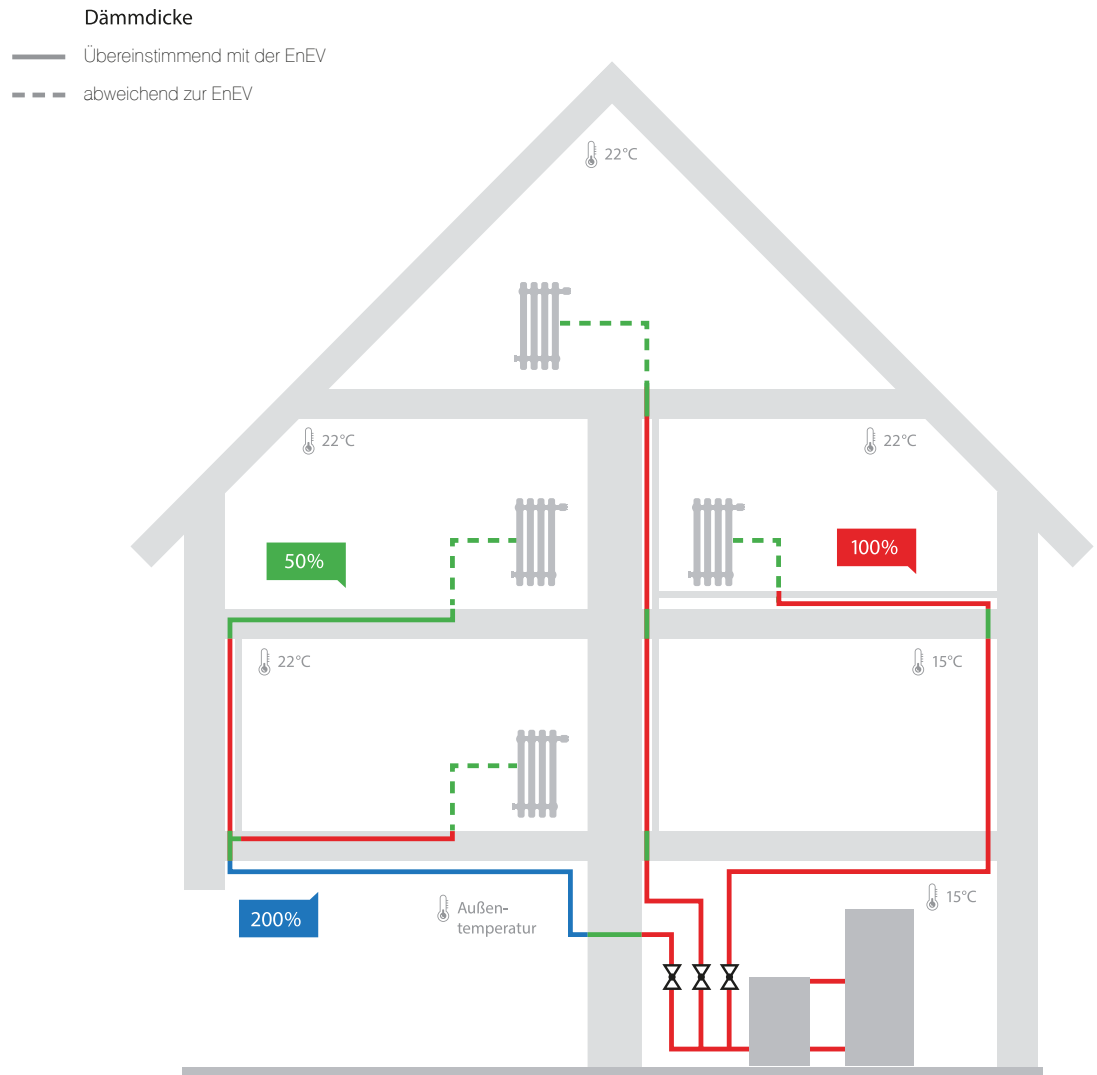 Dämmdicke
Übereinstimmend mit der EnEV
abweichend zur EnEV
22°C
22°C
22°C
50%
100%
22°C
15°C
200%
Außen-
temperatur
15°C